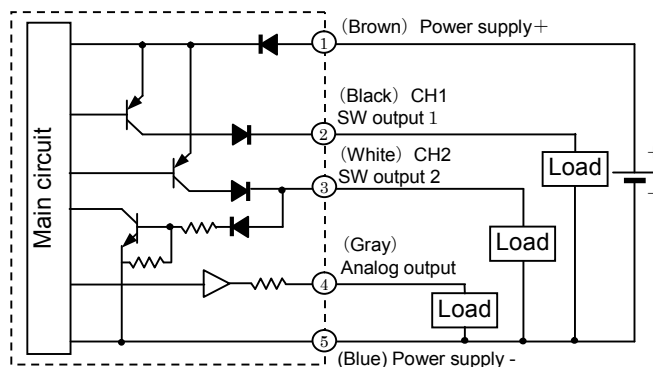 Main circuit
1
(Brown) Power supply+
(Black) CH1
SW output 1
2
(White) CH2
SW output 2
3
(Gray)
Analog output
4
5
(Blue) Power supply -
Load
Load
Load